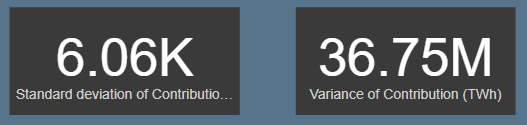 6.06K
Standard deviation of Contributio...
36.75M
Variance of Contribution (TWh)